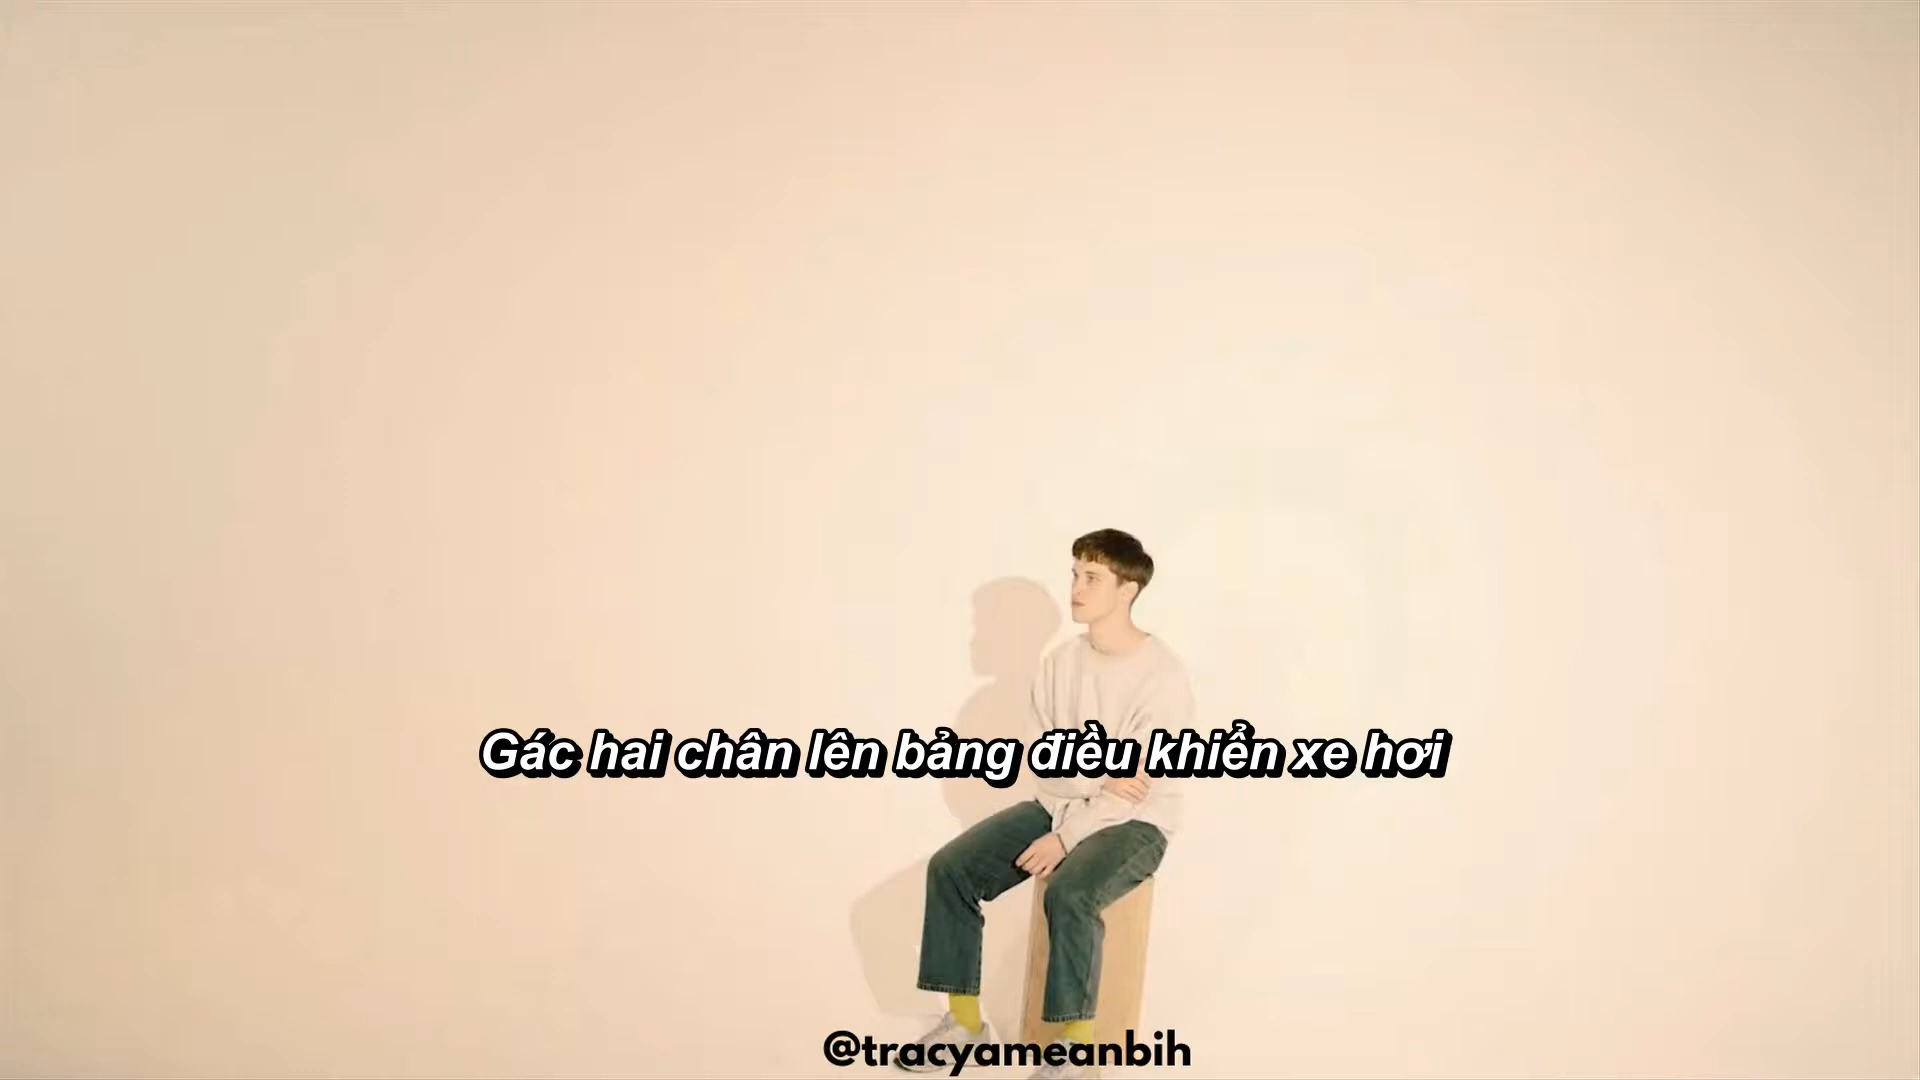 Gác hai chân lên bảng điều khiển xe hơi
@tracyameanbih